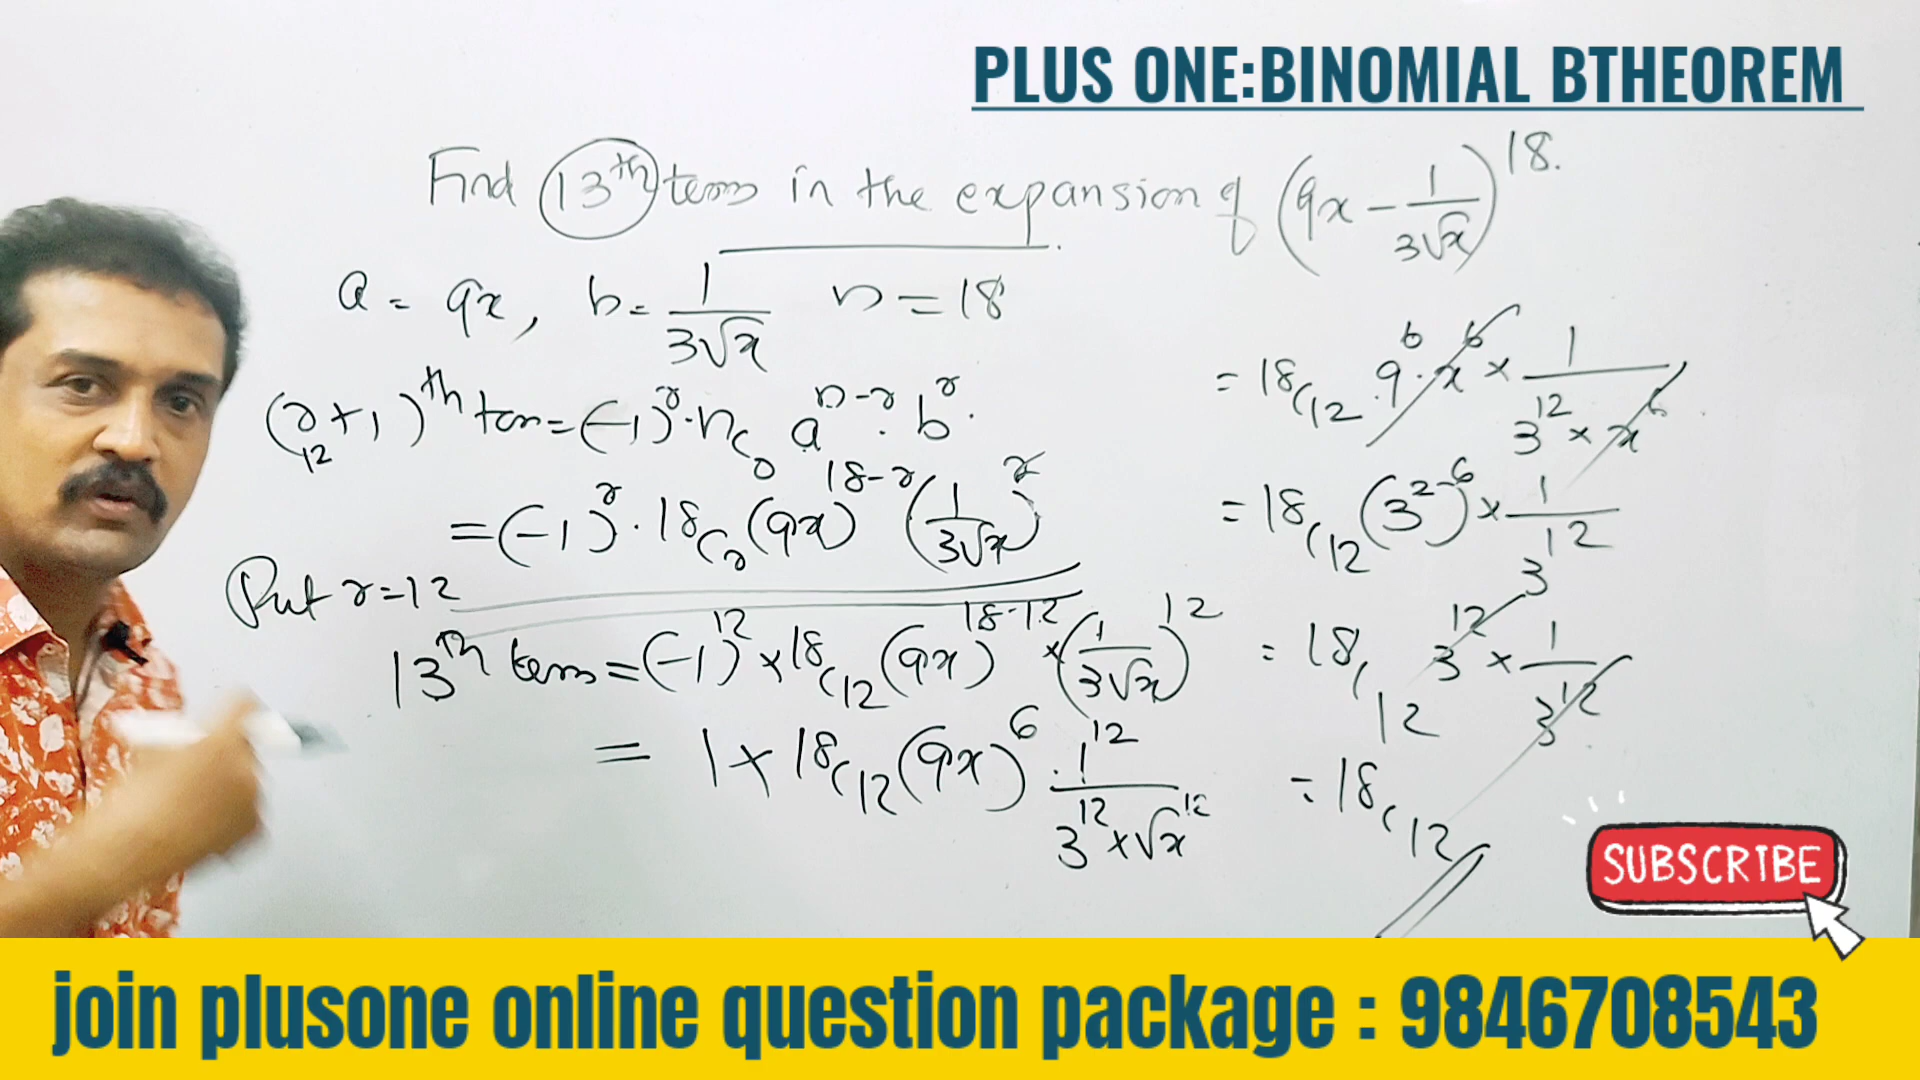 PLUS ONE:BINOMIAL BTHEOREM
Find 13th term in the expansion of (9x - 1/(3√x))^18.
a = 9x, b = 1/(3√x) n = 18
(r+1)th term = (-1)^r · nCr a^(n-r) · b^r.
12
= (-1)^r · 18Cr (9x)^(18-r) (1/(3√x))^r
Put r=12
13th term = (-1)^12 × 18C12 (9x)^(18-12) × (1/(3√x))^12
= 1 × 18C12 (9x)^6 · 1^12/(3^12 × √x^12)
= 18C12 · 9^6 · x^6 × 1/(3^12 × x^6)
= 18C12 (3^2)^6 × 1/3^12
= 18C12 3^12 × 1/3^12
= 18C12
SUBSCRIBE
join plusone online question package : 9846708543